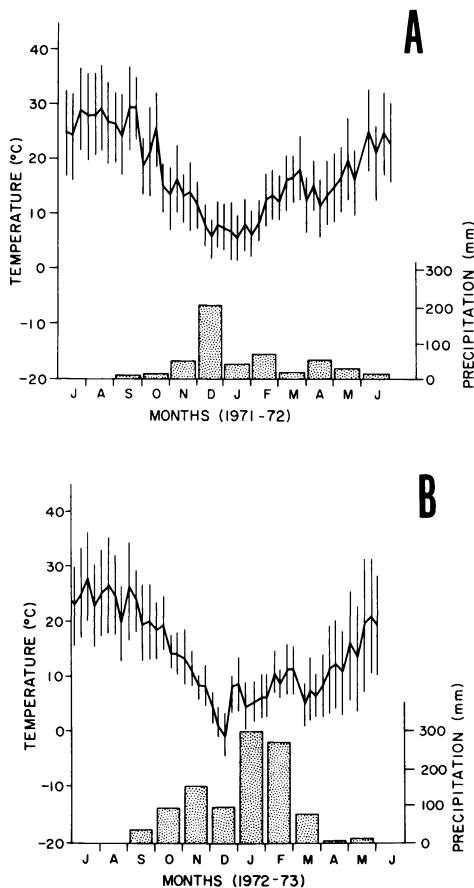 A
TEMPERATURE (°C)
40
30
20
10
0
-10
-20
PRECIPITATION (mm)
300
200
100
0
J A S O N D J F M A M J
MONTHS (1971-72)
B
TEMPERATURE (°C)
40
30
20
10
0
-10
-20
PRECIPITATION (mm)
300
200
100
0
J A S O N D J F M A M J
MONTHS (1972-73)